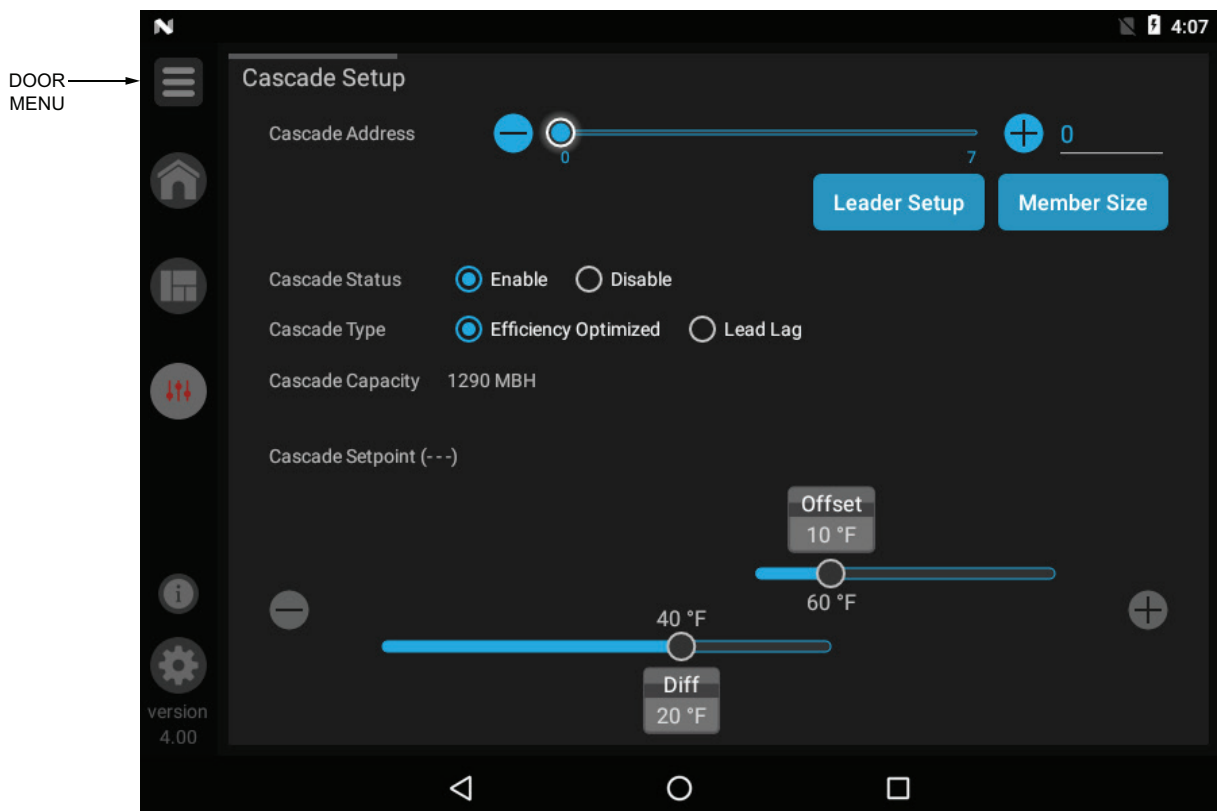 4:07
DOOR
MENU
Cascade Setup
Cascade Address
0
7
0
Leader Setup
Member Size
Cascade Status
Enable
Disable
Cascade Type
Efficiency Optimized
Lead Lag
Cascade Capacity
1290 MBH
Cascade Setpoint (---)
Offset
10 °F
60 °F
40 °F
Diff
20 °F
version
4.00